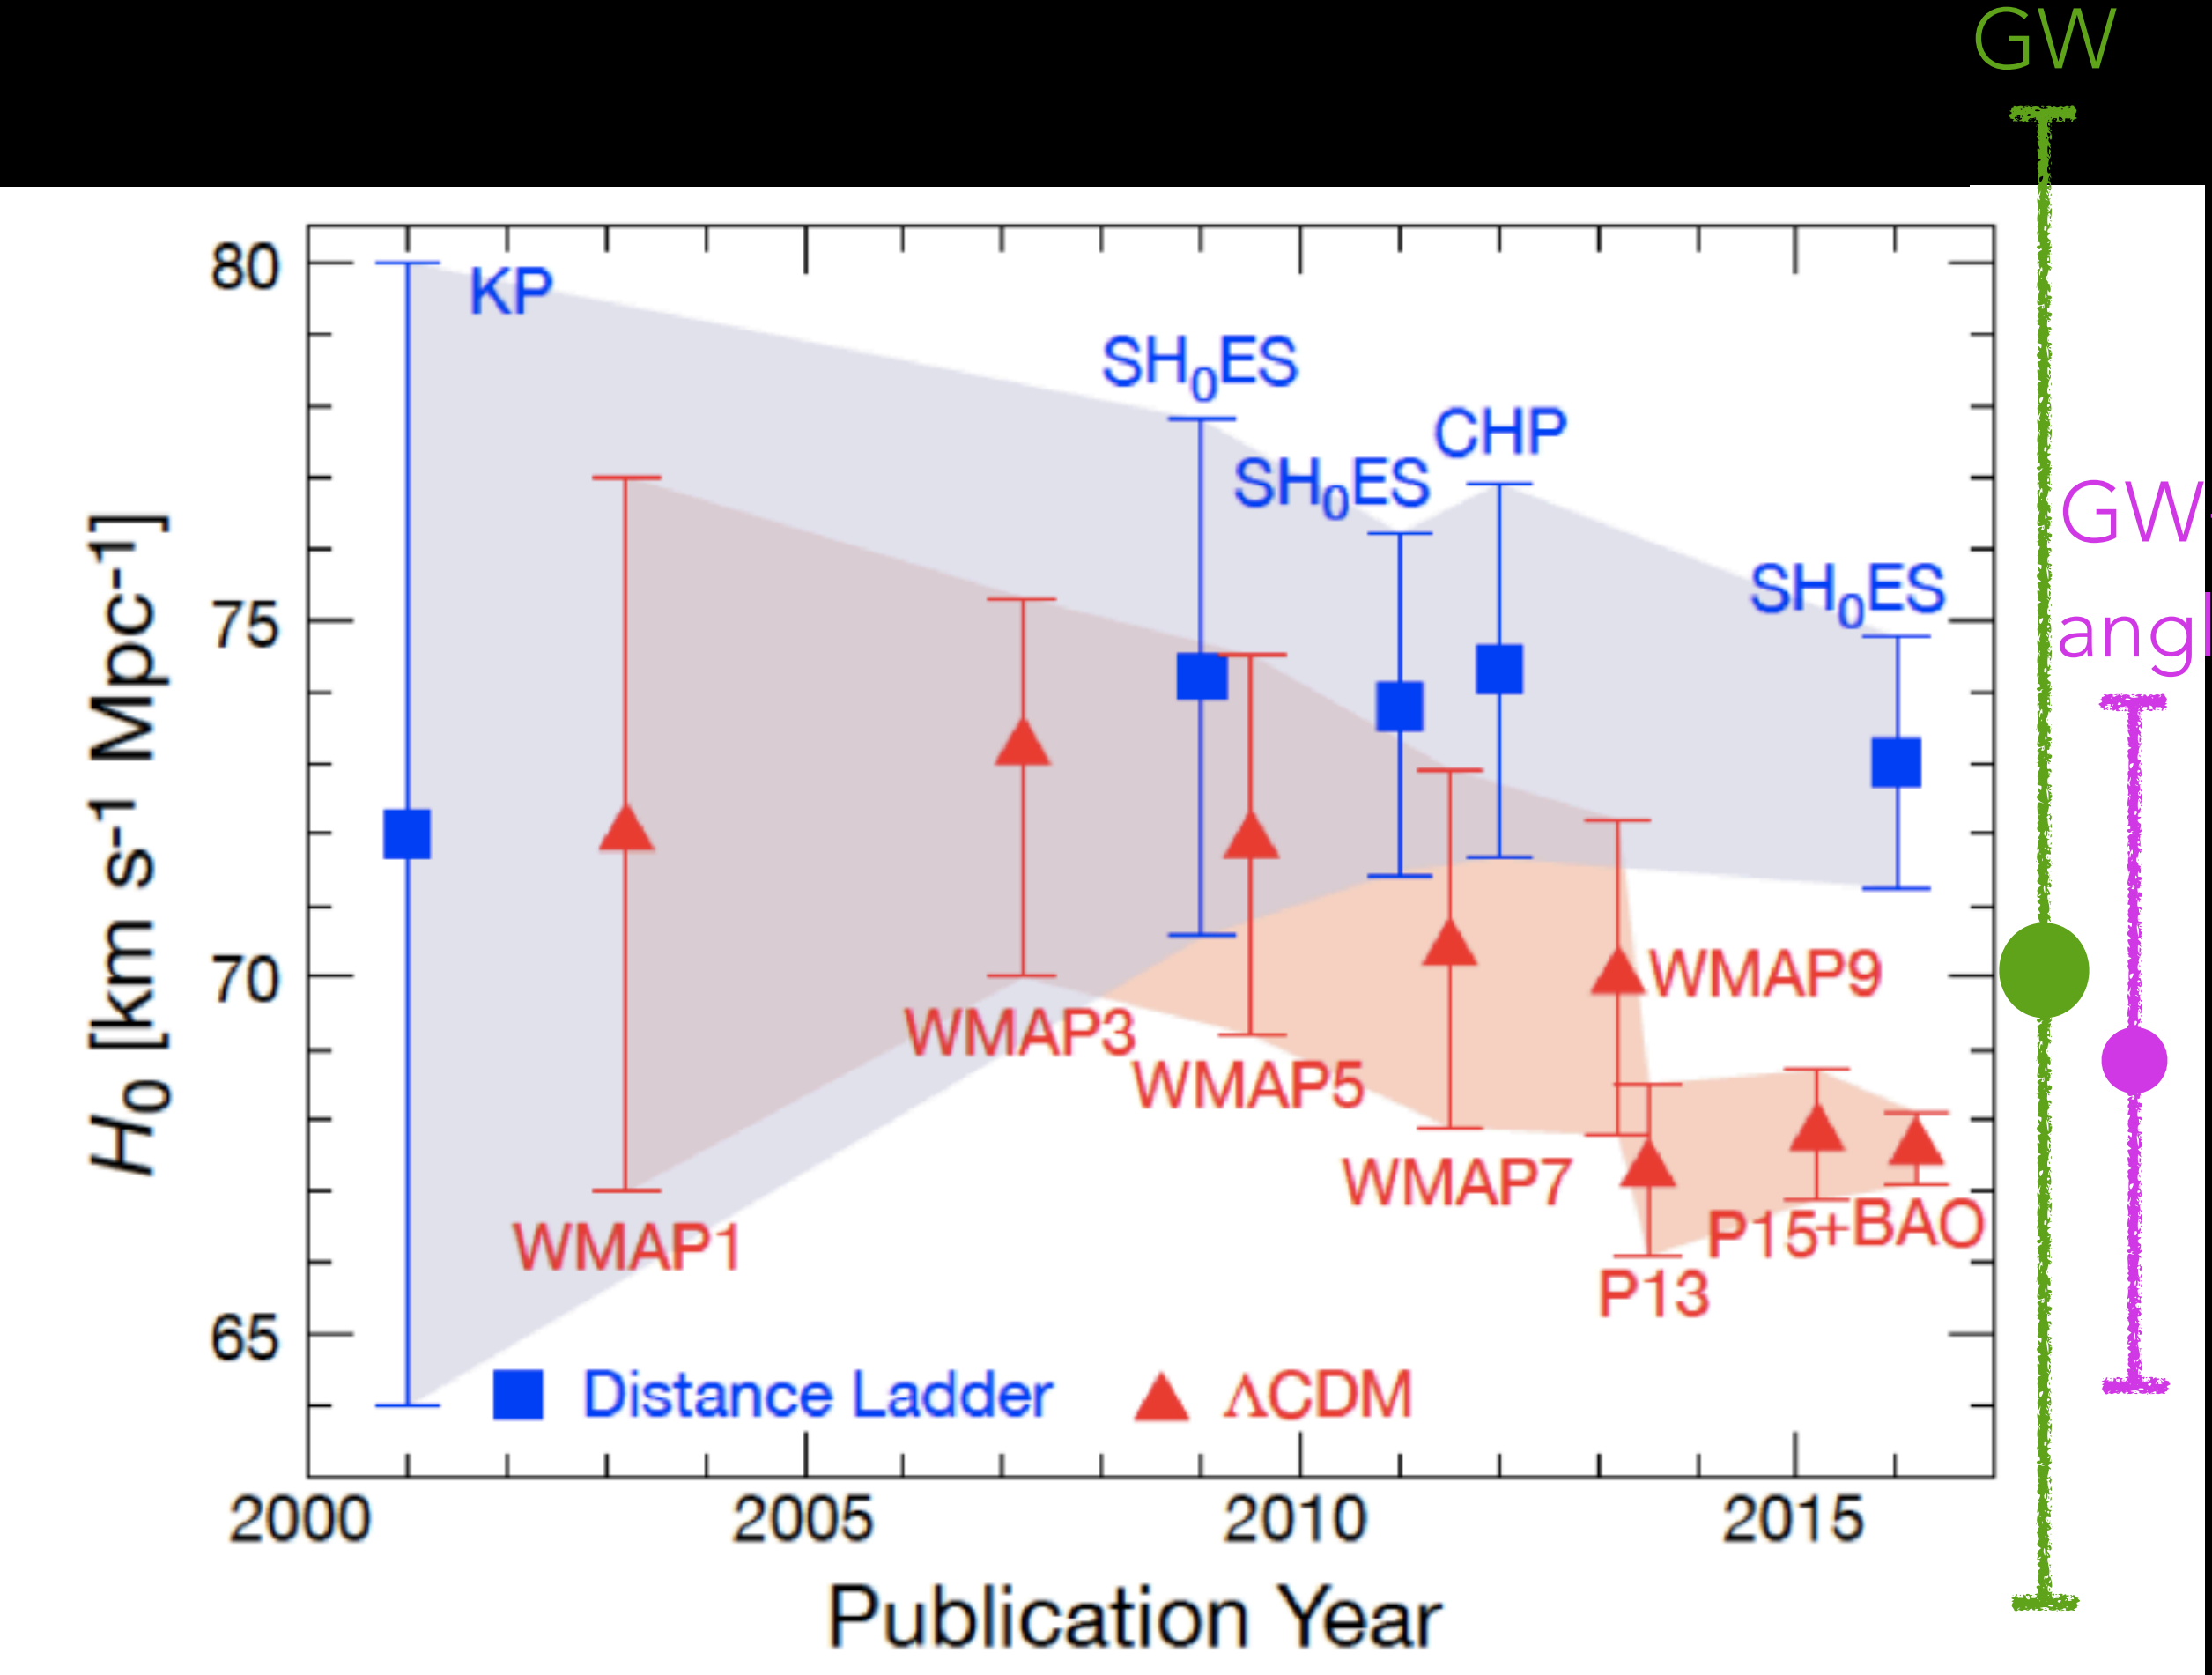 GW
80
KP
SH0ES
CHP
SH0ES
GW
SH0ES
75
angl
H0 [km s-1 Mpc-1]
70
WMAP9
WMAP3
WMAP5
WMAP7
P15+BAO
WMAP1
P13
65
Distance Ladder
ΛCDM
2000
2005
2010
2015
Publication Year